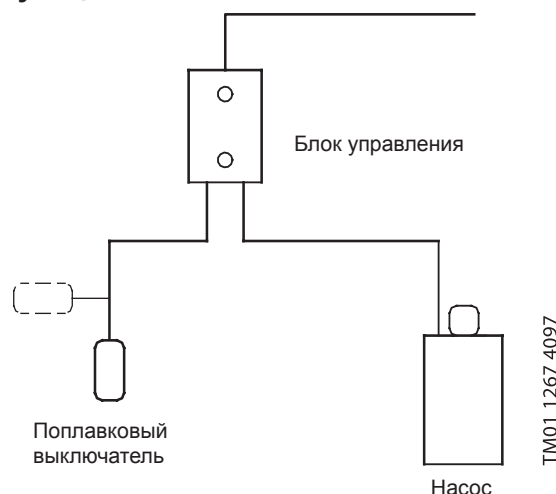 Блок управления
Поплавковый
выключатель
Насос
TM01 1267 4097